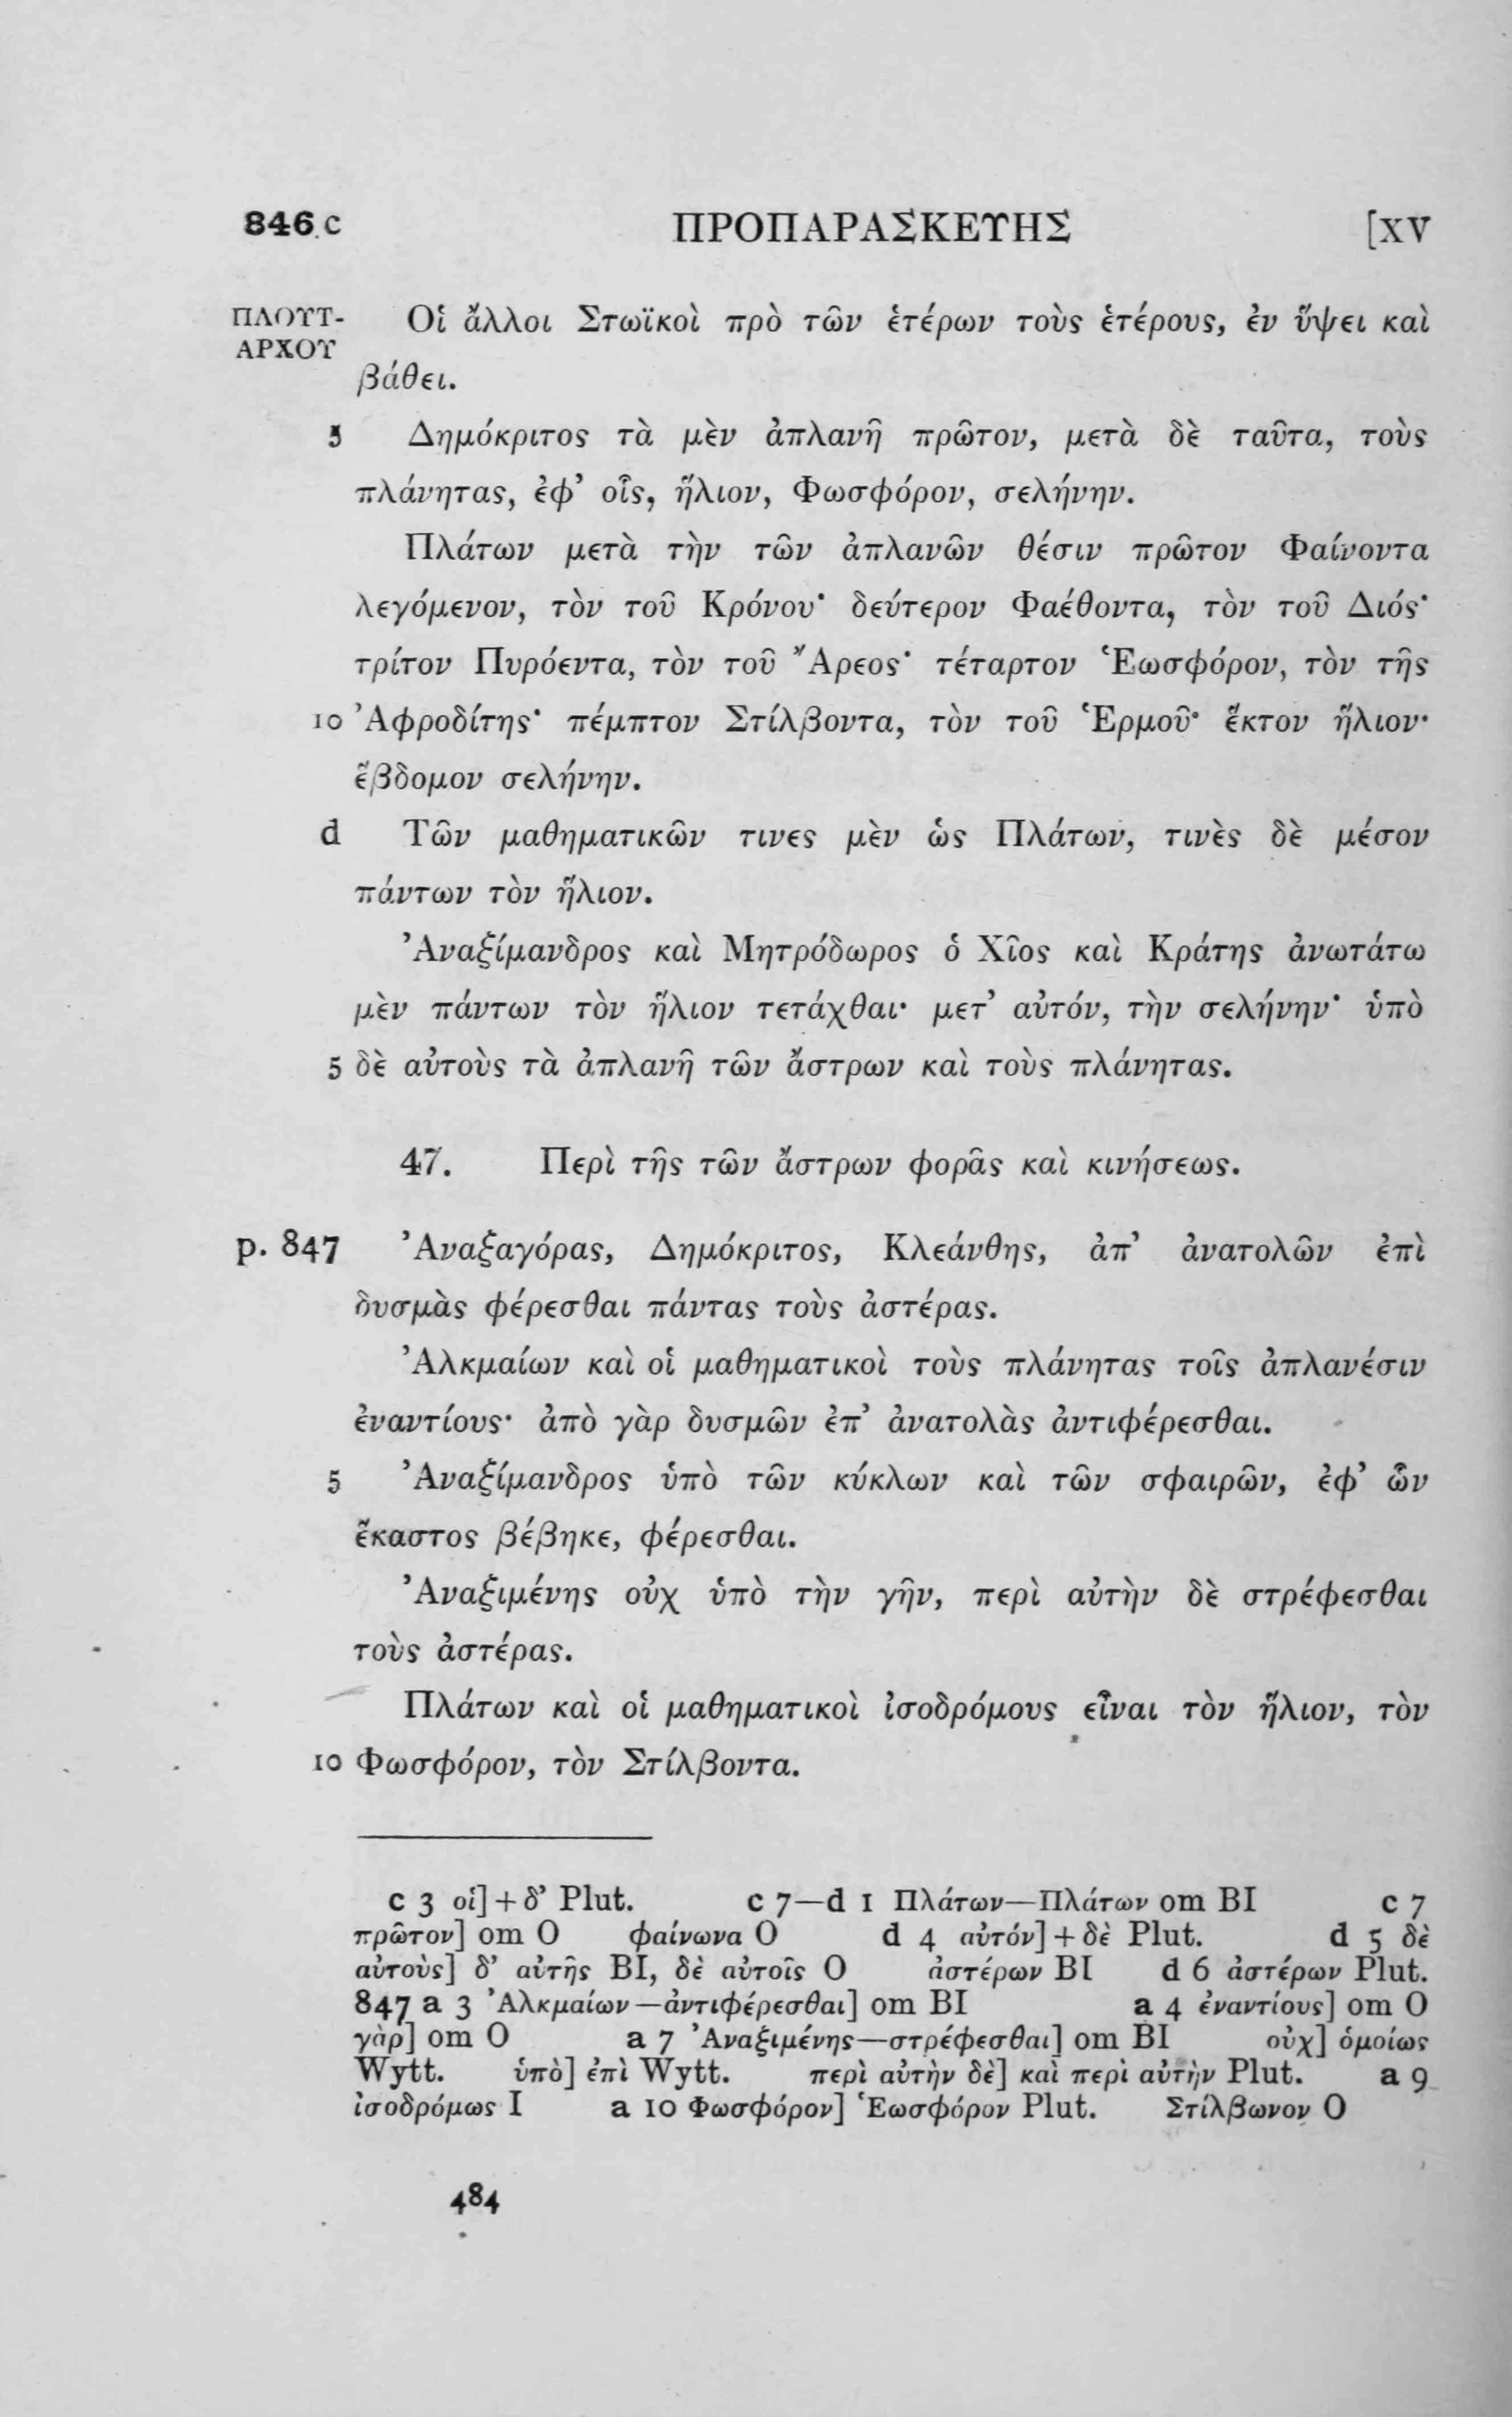 846 c ΠΡΟΠΑΡΑΣΚΕΥΗΣ [XV
ΠΛΟΥΤ- Οἱ ἄλλοι Στωϊκοὶ πρὸ τῶν ἑτέρων τοὺς ἑτέρους, ἐν ὕψει καὶ
ΑΡΧΟΥ
βάθει.
5 Δημόκριτος τὰ μὲν ἀπλανῆ πρῶτον, μετὰ δὲ ταῦτα, τοὺς
πλάνητας, ἐφ’ οἷς, ἥλιον, Φωσφόρον, σελήνην.
Πλάτων μετὰ τὴν τῶν ἀπλανῶν θέσιν πρῶτον Φαίνοντα
λεγόμενον, τὸν τοῦ Κρόνου· δεύτερον Φαέθοντα, τὸν τοῦ Διός·
τρίτον Πυρόεντα, τὸν τοῦ Ἄρεος· τέταρτον Ἑωσφόρον, τὸν τῆς
10 Ἀφροδίτης· πέμπτον Στίλβοντα, τὸν τοῦ Ἑρμοῦ· ἕκτον ἥλιον·
ἕβδομον σελήνην.
d Τῶν μαθηματικῶν τινες μὲν ὡς Πλάτων, τινὲς δὲ μέσον
πάντων τὸν ἥλιον.
Ἀναξίμανδρος καὶ Μητρόδωρος ὁ Χῖος καὶ Κράτης ἀνωτάτω
μὲν πάντων τὸν ἥλιον τετάχθαι· μετ’ αὐτόν, τὴν σελήνην· ὑπὸ
5 δὲ αὐτοὺς τὰ ἀπλανῆ τῶν ἄστρων καὶ τοὺς πλάνητας.
47. Περὶ τῆς τῶν ἄστρων φορᾶς καὶ κινήσεως.
p. 847 Ἀναξαγόρας, Δημόκριτος, Κλεάνθης, ἀπ’ ἀνατολῶν ἐπὶ
δυσμὰς φέρεσθαι πάντας τοὺς ἀστέρας.
Ἀλκμαίων καὶ οἱ μαθηματικοὶ τοὺς πλάνητας τοῖς ἀπλανέσιν
ἐναντίους· ἀπὸ γὰρ δυσμῶν ἐπ’ ἀνατολὰς ἀντιφέρεσθαι.
5 Ἀναξίμανδρος ὑπὸ τῶν κύκλων καὶ τῶν σφαιρῶν, ἐφ’ ὧν
ἕκαστος βέβηκε, φέρεσθαι.
Ἀναξιμένης οὐχ ὑπὸ τὴν γῆν, περὶ αὐτὴν δὲ στρέφεσθαι
τοὺς ἀστέρας.
Πλάτων καὶ οἱ μαθηματικοὶ ἰσοδρόμους εἶναι τὸν ἥλιον, τὸν
10 Φωσφόρον, τὸν Στίλβοντα.
c 3 οἱ] + δ’ Plut. c 7—d 1 Πλάτων—Πλάτων om BI c 7
πρῶτον] om O φαίνωνα O d 4 αὐτόν] + δὲ Plut. d 5 δὲ
αὐτοὺς] δ’ αὐτῆς BI, δὲ αὐτοῖς O ἀστέρων BI d 6 ἀστέρων Plut.
847 a 3 Ἀλκμαίων—ἀντιφέρεσθαι] om BI a 4 ἐναντίους] om O
γὰρ] om O a 7 Ἀναξιμένης—στρέφεσθαι] om BI οὐχ] ὁμοίως
Wytt. ὑπὸ] ἐπὶ Wytt. περὶ αὐτὴν δὲ] καὶ περὶ αὐτὴν Plut. a 9
ἰσοδρόμως I a 10 Φωσφόρον] Ἑωσφόρον Plut. Στίλβωνον O
484